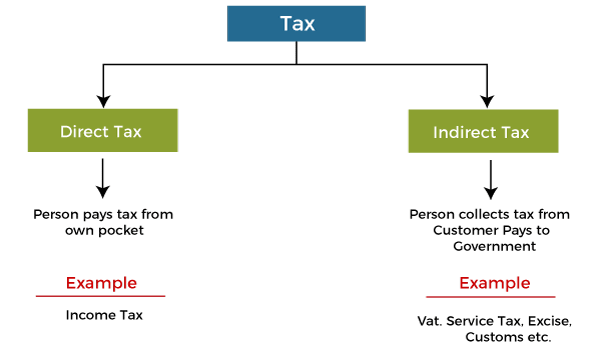 Tax
Direct Tax
Indirect Tax
Person pays tax from
own pocket
Person collects tax from
Customer Pays to
Government
Example
Example
Income Tax
Vat. Service Tax, Excise,
Customs etc.